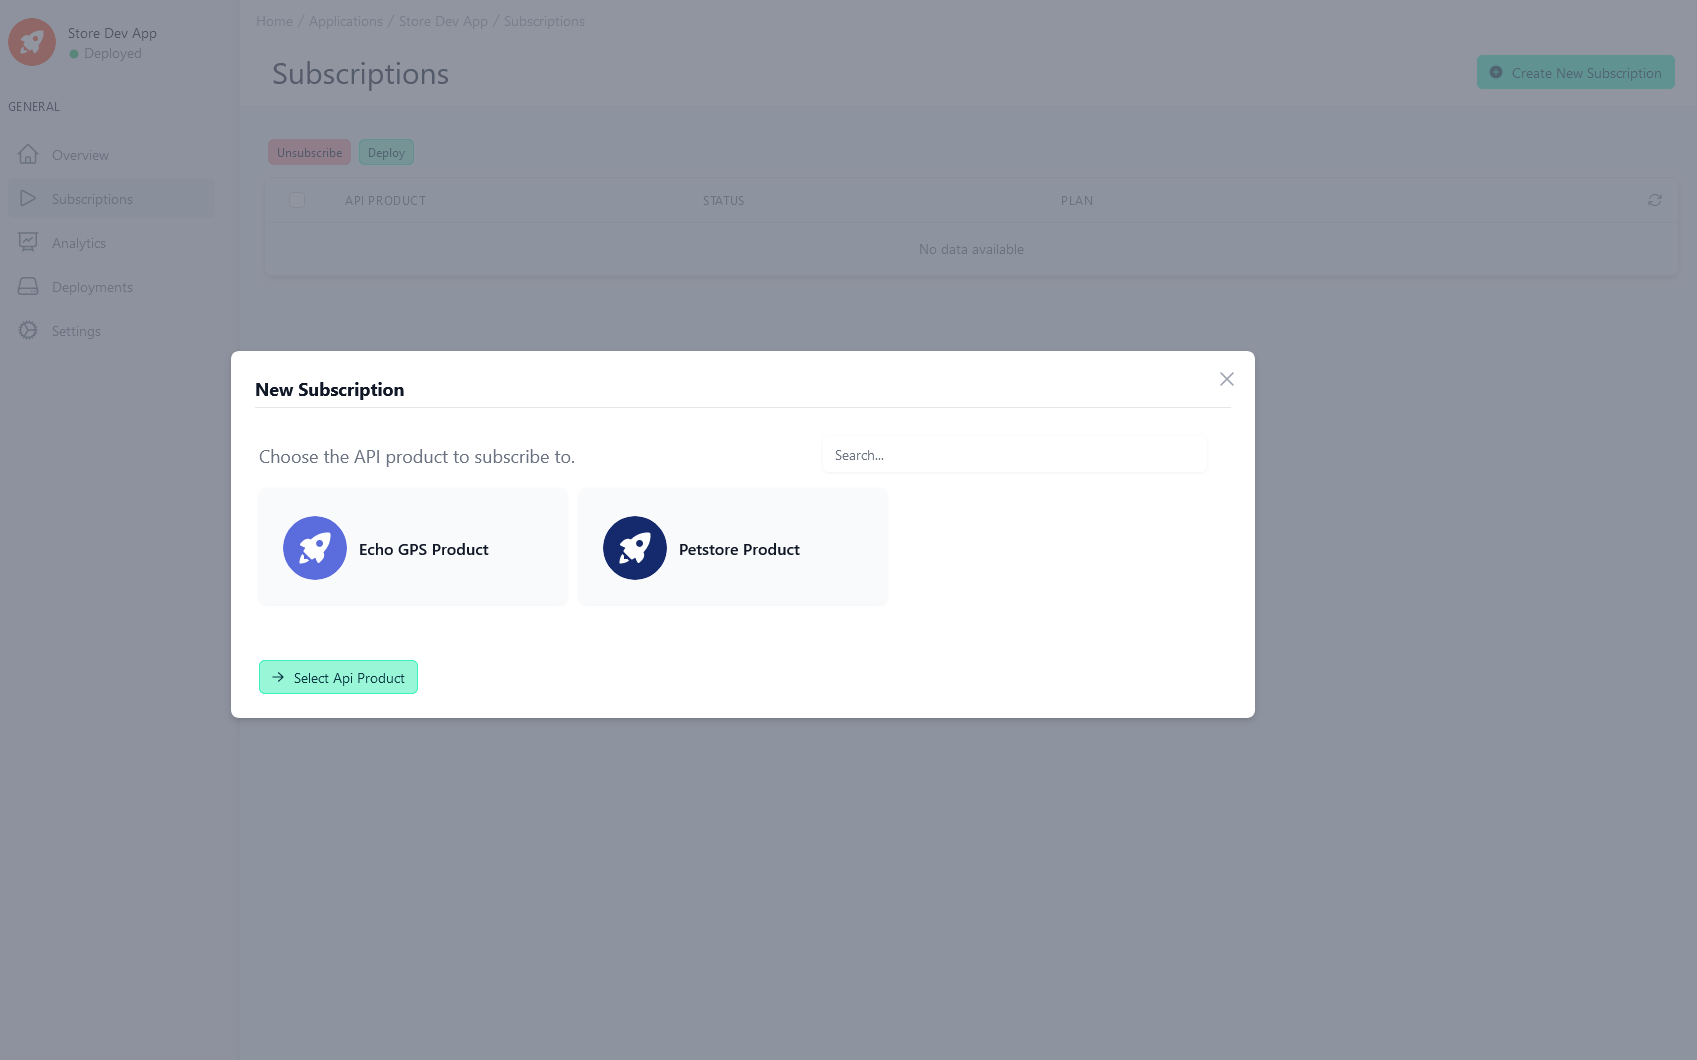 Store Dev App
Deployed
GENERAL
Overview
Subscriptions
Analytics
Deployments
Settings
Home / Applications / Store Dev App / Subscriptions
Subscriptions
Create New Subscription
Unsubscribe
Deploy
API PRODUCT STATUS PLAN
No data available
New Subscription
Choose the API product to subscribe to.
Search...
Echo GPS Product
Petstore Product
Select Api Product